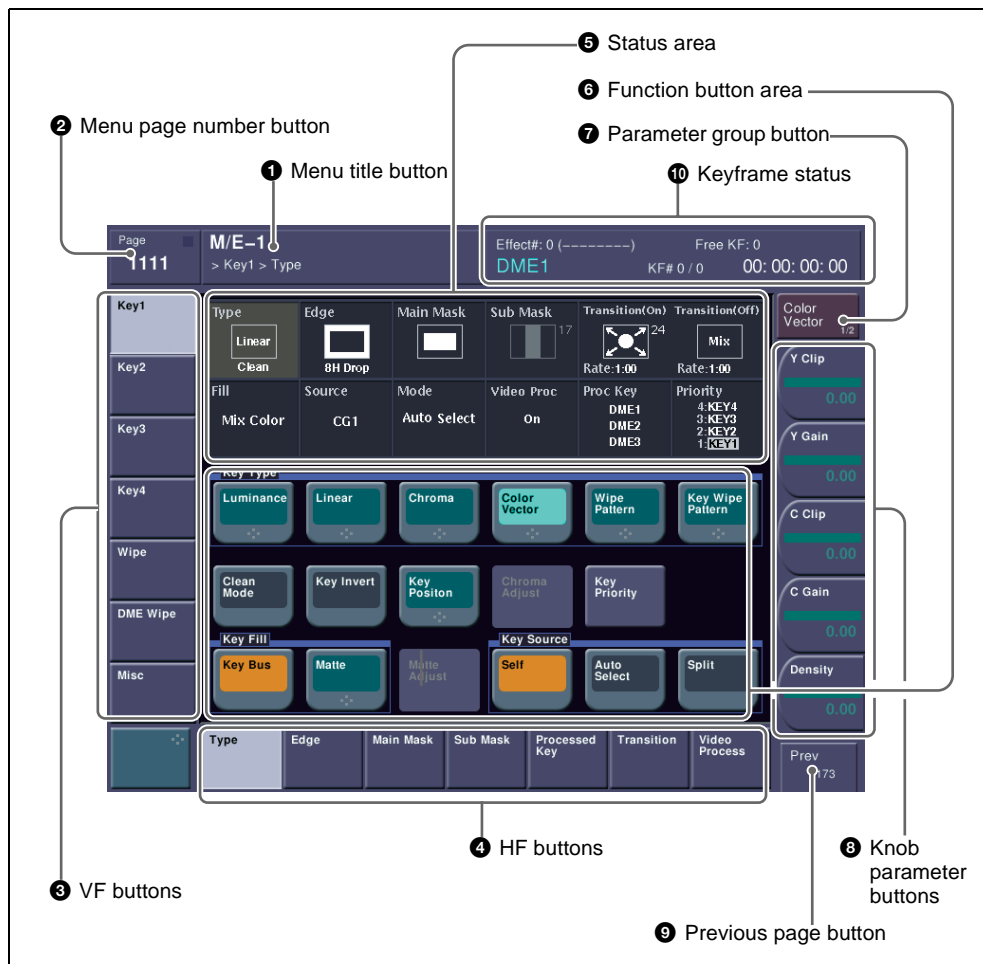 ❺ Status area
❻ Function button area
❷ Menu page number button
❼ Parameter group button
❶ Menu title button
❿ Keyframe status
Page
1111
M/E–1
> Key1 > Type
Effect#: 0 (––––––––)
Free KF: 0
DME1
KF# 0 / 0
00: 00: 00: 00
Key1
Key2
Key3
Key4
Wipe
DME Wipe
Misc
Type
Linear
Clean
Edge
8H Drop
Main Mask
Sub Mask
17
Transition(On)
24
Rate:1:00
Transition(Off)
Mix
Rate:1:00
Fill
Mix Color
Source
CG1
Mode
Auto Select
Video Proc
On
Proc Key
DME1
DME2
DME3
Priority
4:KEY4
3:KEY3
2:KEY2
1:KEY1
Color
Vector
1/2
Y Clip
0.00
Y Gain
0.00
C Clip
0.00
C Gain
0.00
Density
0.00
Key Type
Luminance
Linear
Chroma
Color
Vector
Wipe
Pattern
Key Wipe
Pattern
Clean
Mode
Key Invert
Key
Positon
Chroma
Adjust
Key
Priority
Key Fill
Key Source
Key Bus
Matte
Matte
Adjust
Self
Auto
Select
Split
Type
Edge
Main Mask
Sub Mask
Processed
Key
Transition
Video
Process
Prev
❹ HF buttons
❽ Knob
parameter
buttons
❸ VF buttons
❾ Previous page button